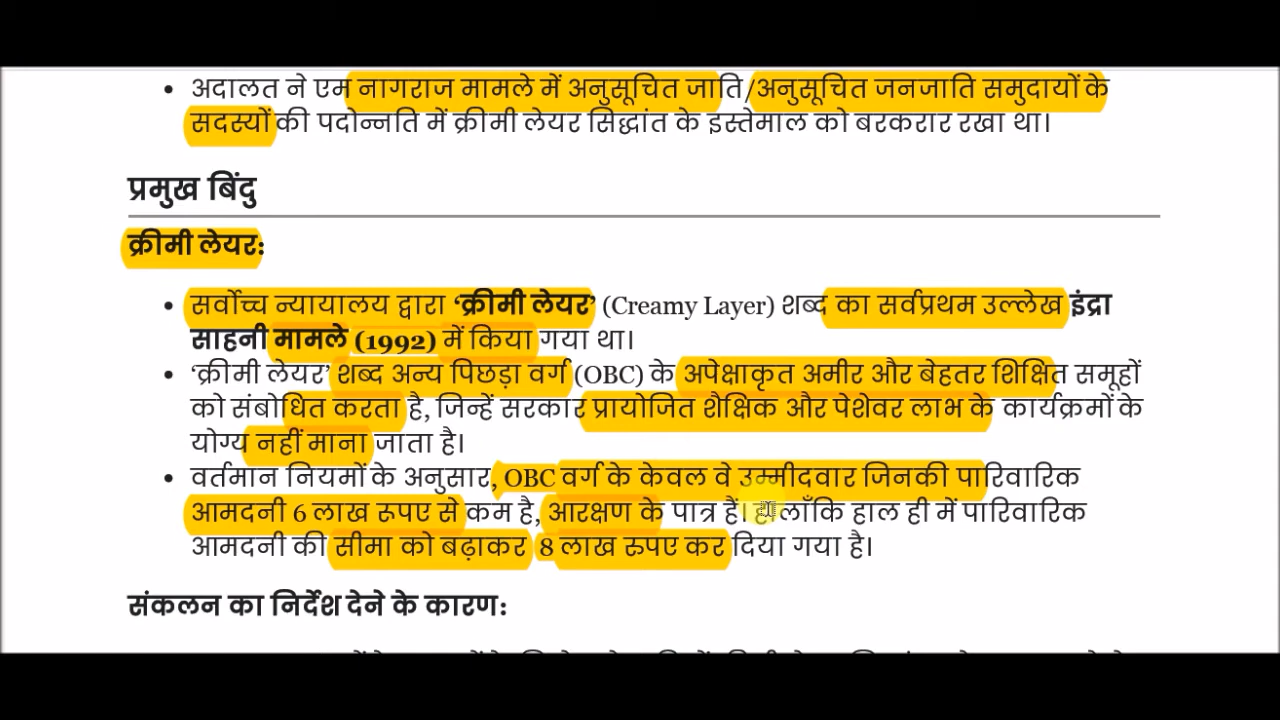 अदालत ने एम नागराज मामले में अनुसूचित जाति/अनुसूचित जनजाति समुदायों के
सदस्यों की पदोन्नति में क्रीमी लेयर सिद्धांत के इस्तेमाल को बरकरार रखा था।
प्रमुख बिंदु
क्रीमी लेयर:
सर्वोच्च न्यायालय द्वारा ‘क्रीमी लेयर’ (Creamy Layer) शब्द का सर्वप्रथम उल्लेख इंद्रा
साहनी मामले (1992) में किया गया था।
‘क्रीमी लेयर’ शब्द अन्य पिछड़ा वर्ग (OBC) के अपेक्षाकृत अमीर और बेहतर शिक्षित समूहों
को संबोधित करता है, जिन्हें सरकार प्रायोजित शैक्षिक और पेशेवर लाभ के कार्यक्रमों के
योग्य नहीं माना जाता है।
वर्तमान नियमों के अनुसार, OBC वर्ग के केवल वे उम्मीदवार जिनकी पारिवारिक
आमदनी 6 लाख रूपए से कम है, आरक्षण के पात्र हैं। हालाँकि हाल ही में पारिवारिक
आमदनी की सीमा को बढ़ाकर 8 लाख रुपए कर दिया गया है।
संकलन का निर्देश देने के कारण: